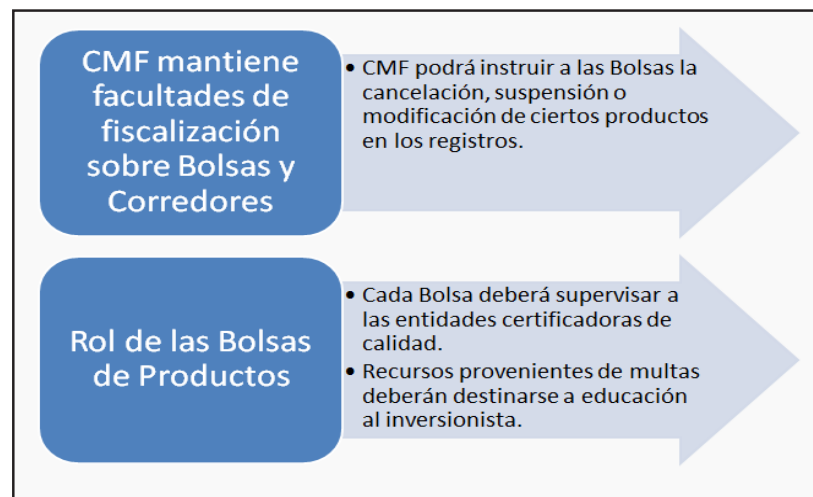 CMF mantiene
facultades de
fiscalización
sobre Bolsas y
Corredores
• CMF podrá instruir a las Bolsas la
cancelación, suspensión o
modificación de ciertos productos
en los registros.
Rol de las Bolsas
de Productos
• Cada Bolsa deberá supervisar a
las entidades certificadoras de
calidad.
• Recursos provenientes de multas
deberán destinarse a educación
al inversionista.